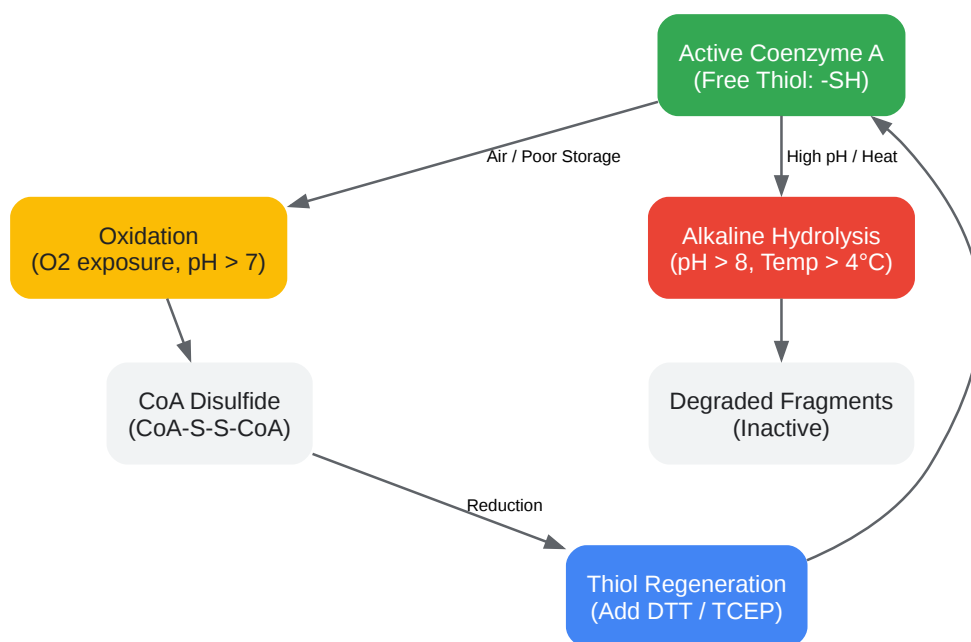 Active Coenzyme A
(Free Thiol: -SH)
Air / Poor Storage
High pH / Heat
Oxidation
(O2 exposure, pH > 7)
Alkaline Hydrolysis
(pH > 8, Temp > 4°C)
CoA Disulfide
(CoA-S-S-CoA)
Degraded Fragments
(Inactive)
Reduction
Thiol Regeneration
(Add DTT / TCEP)